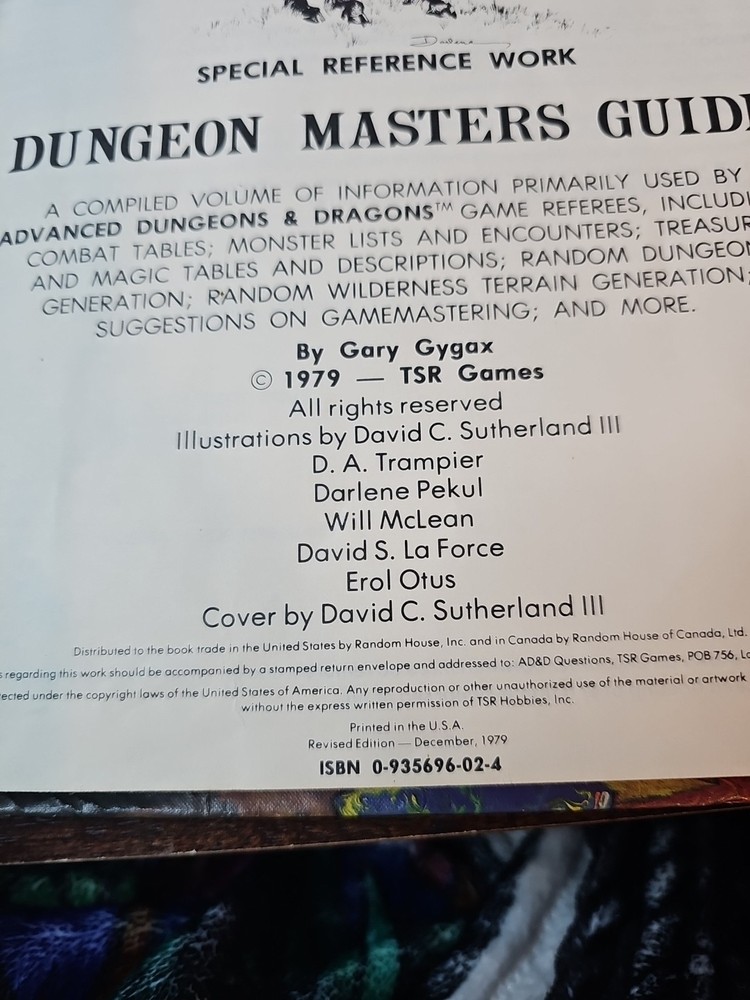 Darlene
SPECIAL REFERENCE WORK
DUNGEON MASTERS GUID
A COMPILED VOLUME OF INFORMATION PRIMARILY USED BY
ADVANCED DUNGEONS & DRAGONS™ GAME REFEREES, INCLUDI
COMBAT TABLES; MONSTER LISTS AND ENCOUNTERS; TREASUR
AND MAGIC TABLES AND DESCRIPTIONS; RANDOM DUNGEON
GENERATION; RANDOM WILDERNESS TERRAIN GENERATION;
SUGGESTIONS ON GAMEMASTERING; AND MORE.
By Gary Gygax
© 1979 — TSR Games
All rights reserved
Illustrations by David C. Sutherland III
D. A. Trampier
Darlene Pekul
Will McLean
David S. La Force
Erol Otus
Cover by David C. Sutherland III
Distributed to the book trade in the United States by Random House, Inc. and in Canada by Random House of Canada, Ltd.
s regarding this work should be accompanied by a stamped return envelope and addressed to: AD&D Questions, TSR Games, POB 756, La
ected under the copyright laws of the United States of America. Any reproduction or other unauthorized use of the material or artwork
without the express written permission of TSR Hobbies, Inc.
Printed in the U.S.A.
Revised Edition — December, 1979
ISBN 0-935696-02-4